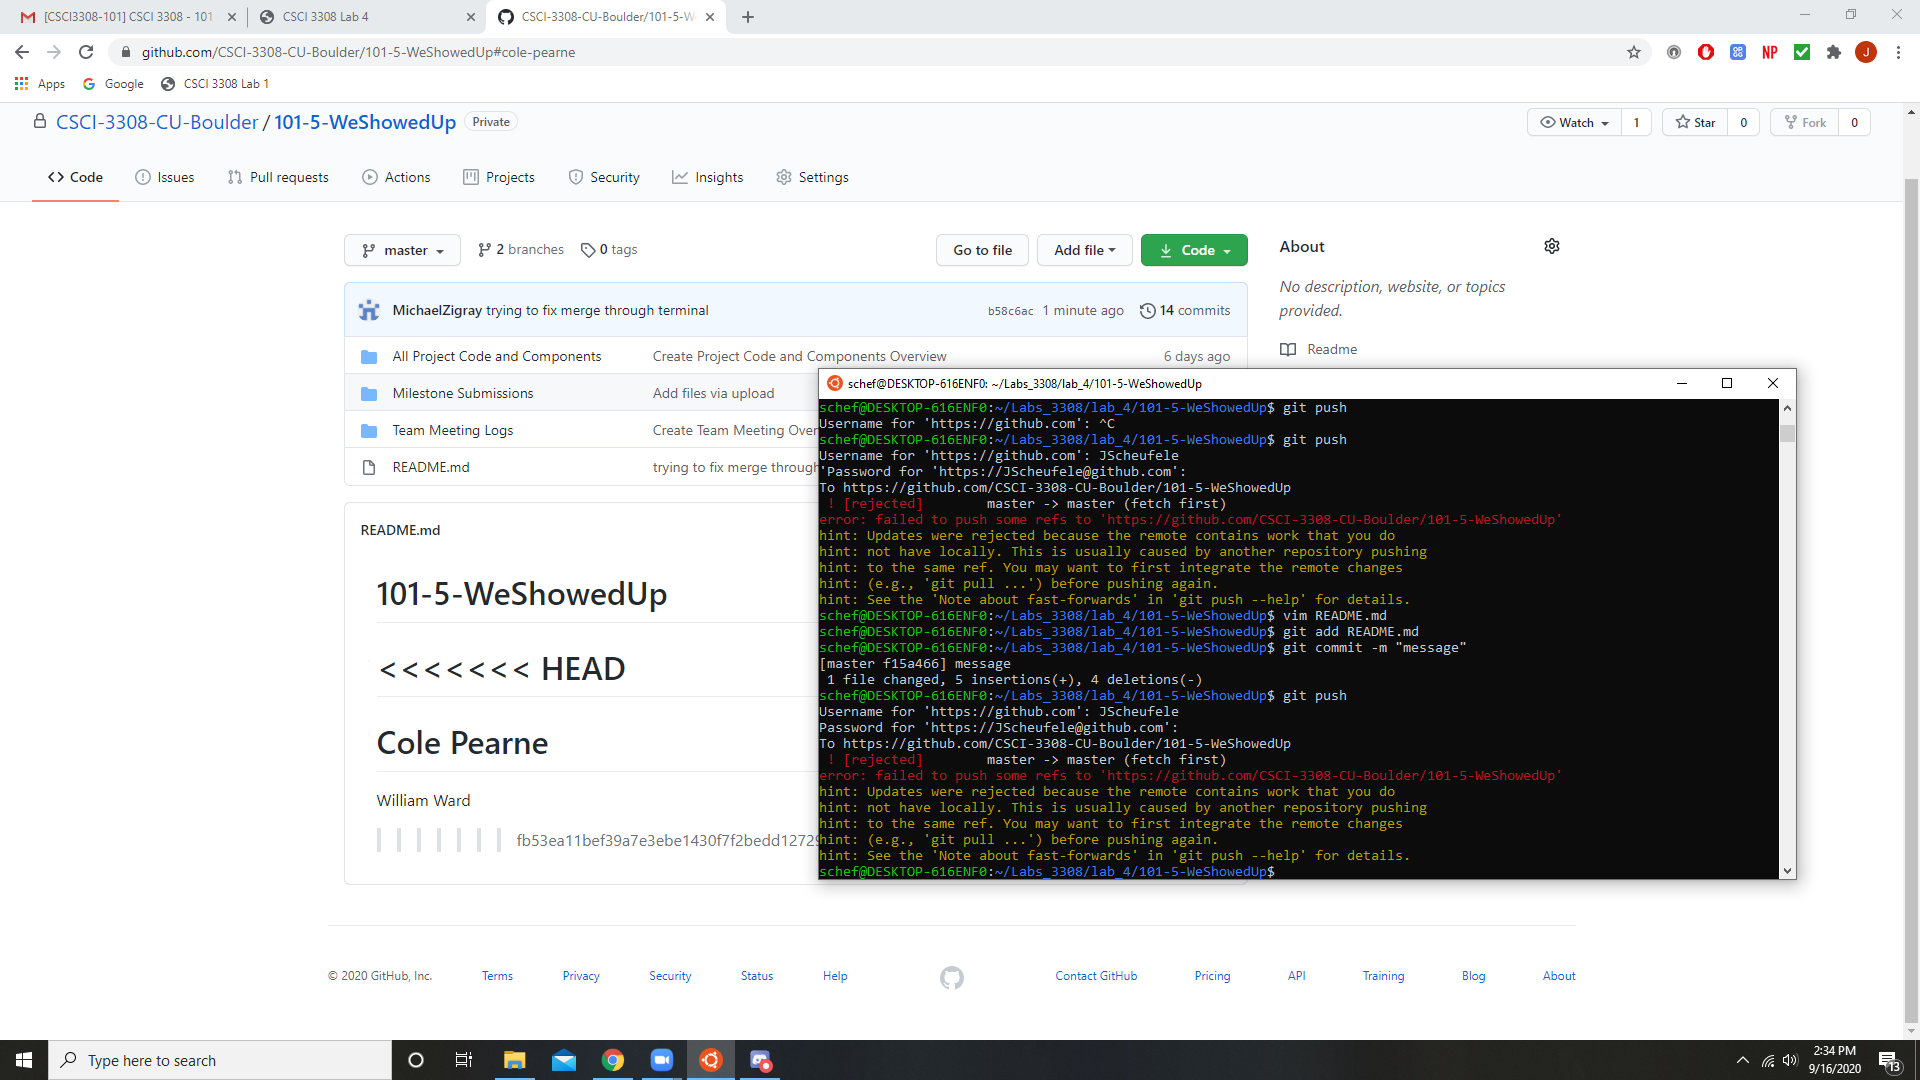 [CSCI3308-101] CSCI 3308 - 101
CSCI 3308 Lab 4
CSCI-3308-CU-Boulder/101-5-W
github.com/CSCI-3308-CU-Boulder/101-5-WeShowedUp#cole-pearne
NP
J
Apps
Google
CSCI 3308 Lab 1
CSCI-3308-CU-Boulder / 101-5-WeShowedUp
Private
Watch 1
Star 0
Fork 0
Code
Issues
Pull requests
Actions
Projects
Security
Insights
Settings
master
2 branches
0 tags
Go to file
Add file
Code
About
No description, website, or topics
provided.
Readme
MichaelZigray trying to fix merge through terminal
b58c6ac 1 minute ago
14 commits
All Project Code and Components
Create Project Code and Components Overview
6 days ago
Milestone Submissions
Add files via upload
Team Meeting Logs
Create Team Meeting Over
README.md
trying to fix merge through
README.md
101-5-WeShowedUp
<<<<<<< HEAD
Cole Pearne
William Ward
||||||| fb53ea11bef39a7e3ebe1430f7f2bedd12729
schef@DESKTOP-616ENF0: ~/Labs_3308/lab_4/101-5-WeShowedUp
schef@DESKTOP-616ENF0:~/Labs_3308/lab_4/101-5-WeShowedUp$ git push
Username for 'https://github.com': ^C
schef@DESKTOP-616ENF0:~/Labs_3308/lab_4/101-5-WeShowedUp$ git push
Username for 'https://github.com': JScheufele
'Password for 'https://JScheufele@github.com':
To https://github.com/CSCI-3308-CU-Boulder/101-5-WeShowedUp
! [rejected] master -> master (fetch first)
error: failed to push some refs to 'https://github.com/CSCI-3308-CU-Boulder/101-5-WeShowedUp'
hint: Updates were rejected because the remote contains work that you do
hint: not have locally. This is usually caused by another repository pushing
hint: to the same ref. You may want to first integrate the remote changes
hint: (e.g., 'git pull ...') before pushing again.
hint: See the 'Note about fast-forwards' in 'git push --help' for details.
schef@DESKTOP-616ENF0:~/Labs_3308/lab_4/101-5-WeShowedUp$ vim README.md
schef@DESKTOP-616ENF0:~/Labs_3308/lab_4/101-5-WeShowedUp$ git add README.md
schef@DESKTOP-616ENF0:~/Labs_3308/lab_4/101-5-WeShowedUp$ git commit -m "message"
[master f15a466] message
1 file changed, 5 insertions(+), 4 deletions(-)
schef@DESKTOP-616ENF0:~/Labs_3308/lab_4/101-5-WeShowedUp$ git push
Username for 'https://github.com': JScheufele
Password for 'https://JScheufele@github.com':
To https://github.com/CSCI-3308-CU-Boulder/101-5-WeShowedUp
! [rejected] master -> master (fetch first)
error: failed to push some refs to 'https://github.com/CSCI-3308-CU-Boulder/101-5-WeShowedUp'
hint: Updates were rejected because the remote contains work that you do
hint: not have locally. This is usually caused by another repository pushing
hint: to the same ref. You may want to first integrate the remote changes
hint: (e.g., 'git pull ...') before pushing again.
hint: See the 'Note about fast-forwards' in 'git push --help' for details.
schef@DESKTOP-616ENF0:~/Labs_3308/lab_4/101-5-WeShowedUp$
© 2020 GitHub, Inc.
Terms
Privacy
Security
Status
Help
Contact GitHub
Pricing
API
Training
Blog
About
Type here to search
2:34 PM
9/16/2020
13